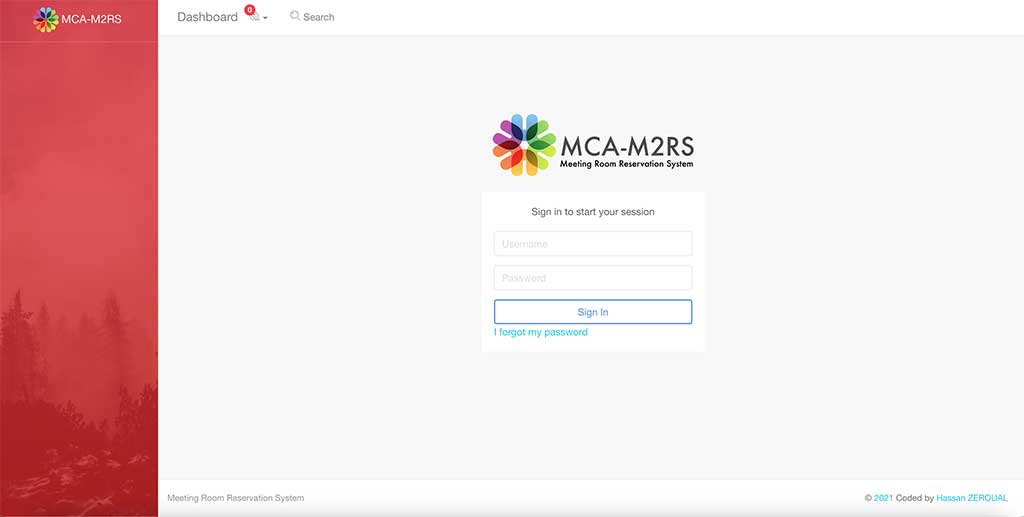 MCA-M2RS
Dashboard 0 Search
MCA-M2RS
Meeting Room Reservation System
Sign in to start your session
Username
Password
Sign In
I forgot my password
Meeting Room Reservation System
© 2021 Coded by Hassan ZEROUAL